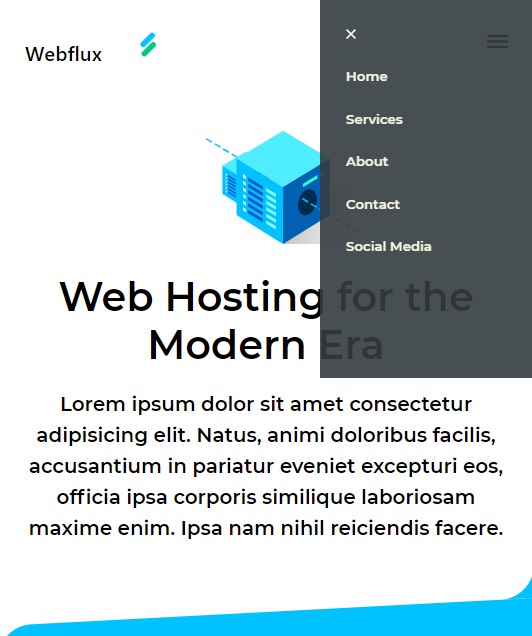 Webflux
×
Home
Services
About
Contact
Social Media
Web Hosting for the
Modern Era
Lorem ipsum dolor sit amet consectetur
adipisicing elit. Natus, animi doloribus facilis,
accusantium in pariatur eveniet excepturi eos,
officia ipsa corporis similique laboriosam
maxime enim. Ipsa nam nihil reiciendis facere.